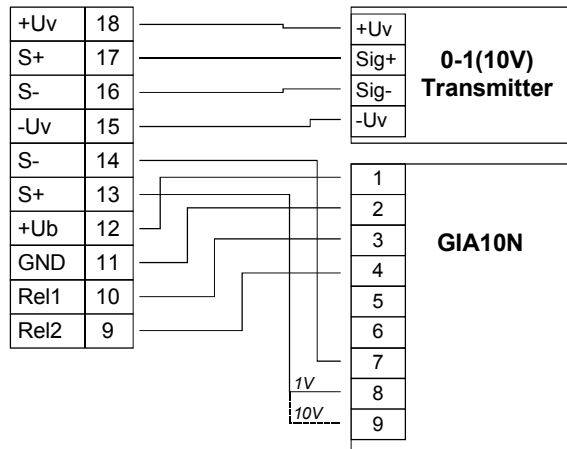 +Uv 18
S+ 17
S- 16
-Uv 15
S- 14
S+ 13
+Ub 12
GND 11
Rel1 10
Rel2 9
+Uv
Sig+
Sig-
-Uv
0-1(10V)
Transmitter
1
2
3
4
5
6
7
8
9
GIA10N
1V
10V